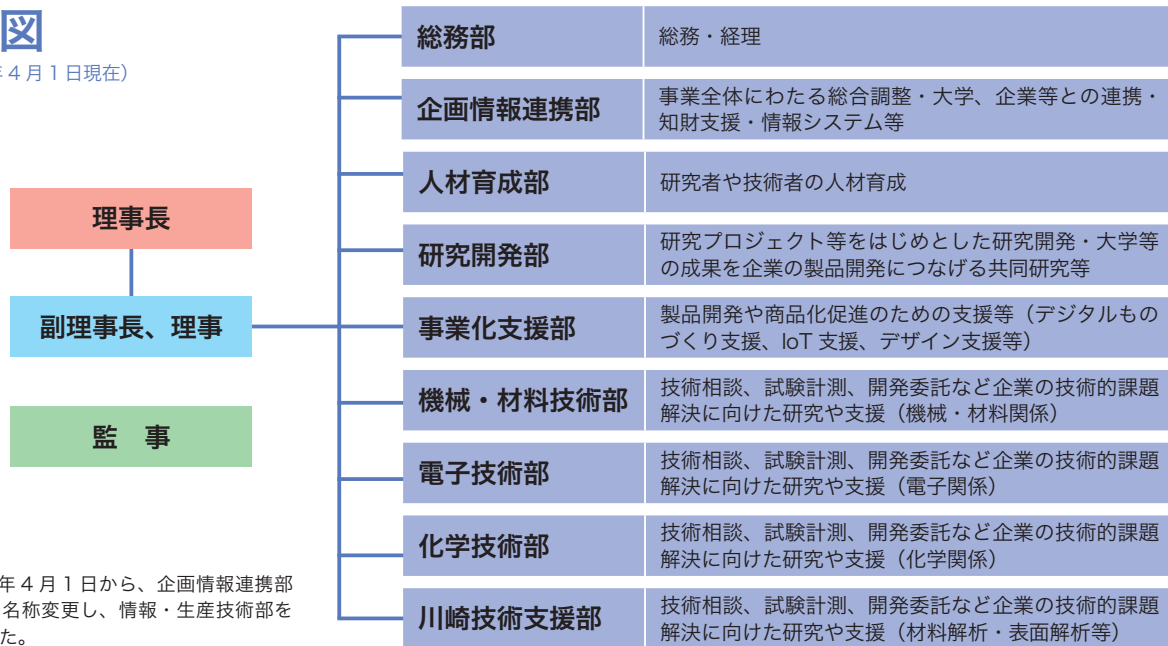 図
年4月1日現在）
理事長
副理事長、理事
監　事
総務部
総務・経理
企画情報連携部
事業全体にわたる総合調整・大学、企業等との連携・
知財支援・情報システム等
人材育成部
研究者や技術者の人材育成
研究開発部
研究プロジェクト等をはじめとした研究開発・大学等
の成果を企業の製品開発につなげる共同研究等
事業化支援部
製品開発や商品化促進のための支援等（デジタルもの
づくり支援、IoT 支援、デザイン支援等）
機械・材料技術部
技術相談、試験計測、開発委託など企業の技術的課題
解決に向けた研究や支援（機械・材料関係）
電子技術部
技術相談、試験計測、開発委託など企業の技術的課題
解決に向けた研究や支援（電子関係）
化学技術部
技術相談、試験計測、開発委託など企業の技術的課題
解決に向けた研究や支援（化学関係）
川崎技術支援部
技術相談、試験計測、開発委託など企業の技術的課題
解決に向けた研究や支援（材料解析・表面解析等）
年4月1日から、企画情報連携部
名称変更し、情報・生産技術部を
た。